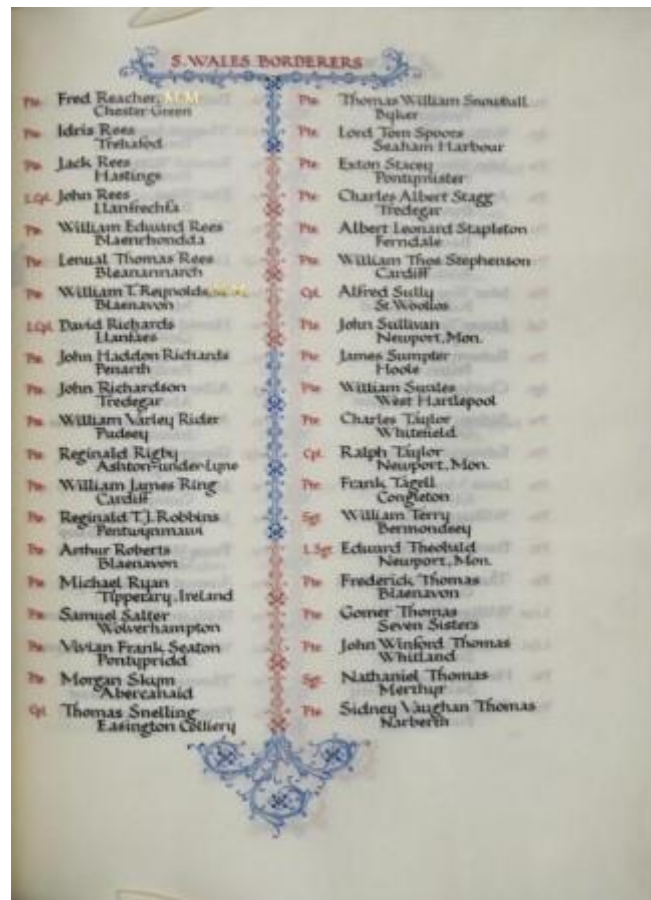 S. WALES BORDERERS
Pte. Fred Reacher, M.M.
Chester Green
Pte. Idris Rees
Trehafod
Pte. Jack Rees
Hastings
L.Cpl. John Rees
Llanfrechfa
Pte. William Edward Rees
Blaenrhondda
Pte. Lenual Thomas Rees
Bleanannarch
Pte. William T. Reynolds, M.M.
Blaenavon
L.Cpl. David Richards
Llanfaes
Pte. John Haddon Richards
Penarth
Pte. John Richardson
Tredegar
Pte. William Varley Rider
Pudsey
Pte. Reginald Rigby
Ashton-under-Lyne
Pte. William James Ring
Cardiff
Pte. Reginald T.J. Robbins
Pentwynmawr
Pte. Arthur Roberts
Blaenavon
Pte. Michael Ryan
Tipperary, Ireland
Pte. Samuel Salter
Wolverhampton
Pte. Vivian Frank Seaton
Pontypridd
Pte. Morgan Skym
Abercanaid
Cpl. Thomas Snelling
Easington Colliery
Pte. Thomas William Snowball
Byker
Pte. Lord Tom Spoors
Seaham Harbour
Pte. Exton Stacey
Pontymister
Pte. Charles Albert Stagg
Tredegar
Pte. Albert Leonard Stapleton
Ferndale
Pte. William Thos Stephenson
Cardiff
Cpl. Alfred Sully
St. Woollos
Pte. John Sullivan
Newport, Mon.
Pte. James Sumpter
Hoole
Pte. William Surtes
West Hartlepool
Pte. Charles Taylor
Whitefield
Cpl. Ralph Taylor
Newport, Mon.
Pte. Frank Tagell
Congleton
Sgt. William Terry
Bermondsey
L.Sgt. Edward Theobald
Newport, Mon.
Pte. Frederick Thomas
Blaenavon
Pte. Gomer Thomas
Seven Sisters
Pte. John Winford Thomas
Whitland
Sgt. Nathaniel Thomas
Merthyr
Pte. Sidney Vaughan Thomas
Narberth